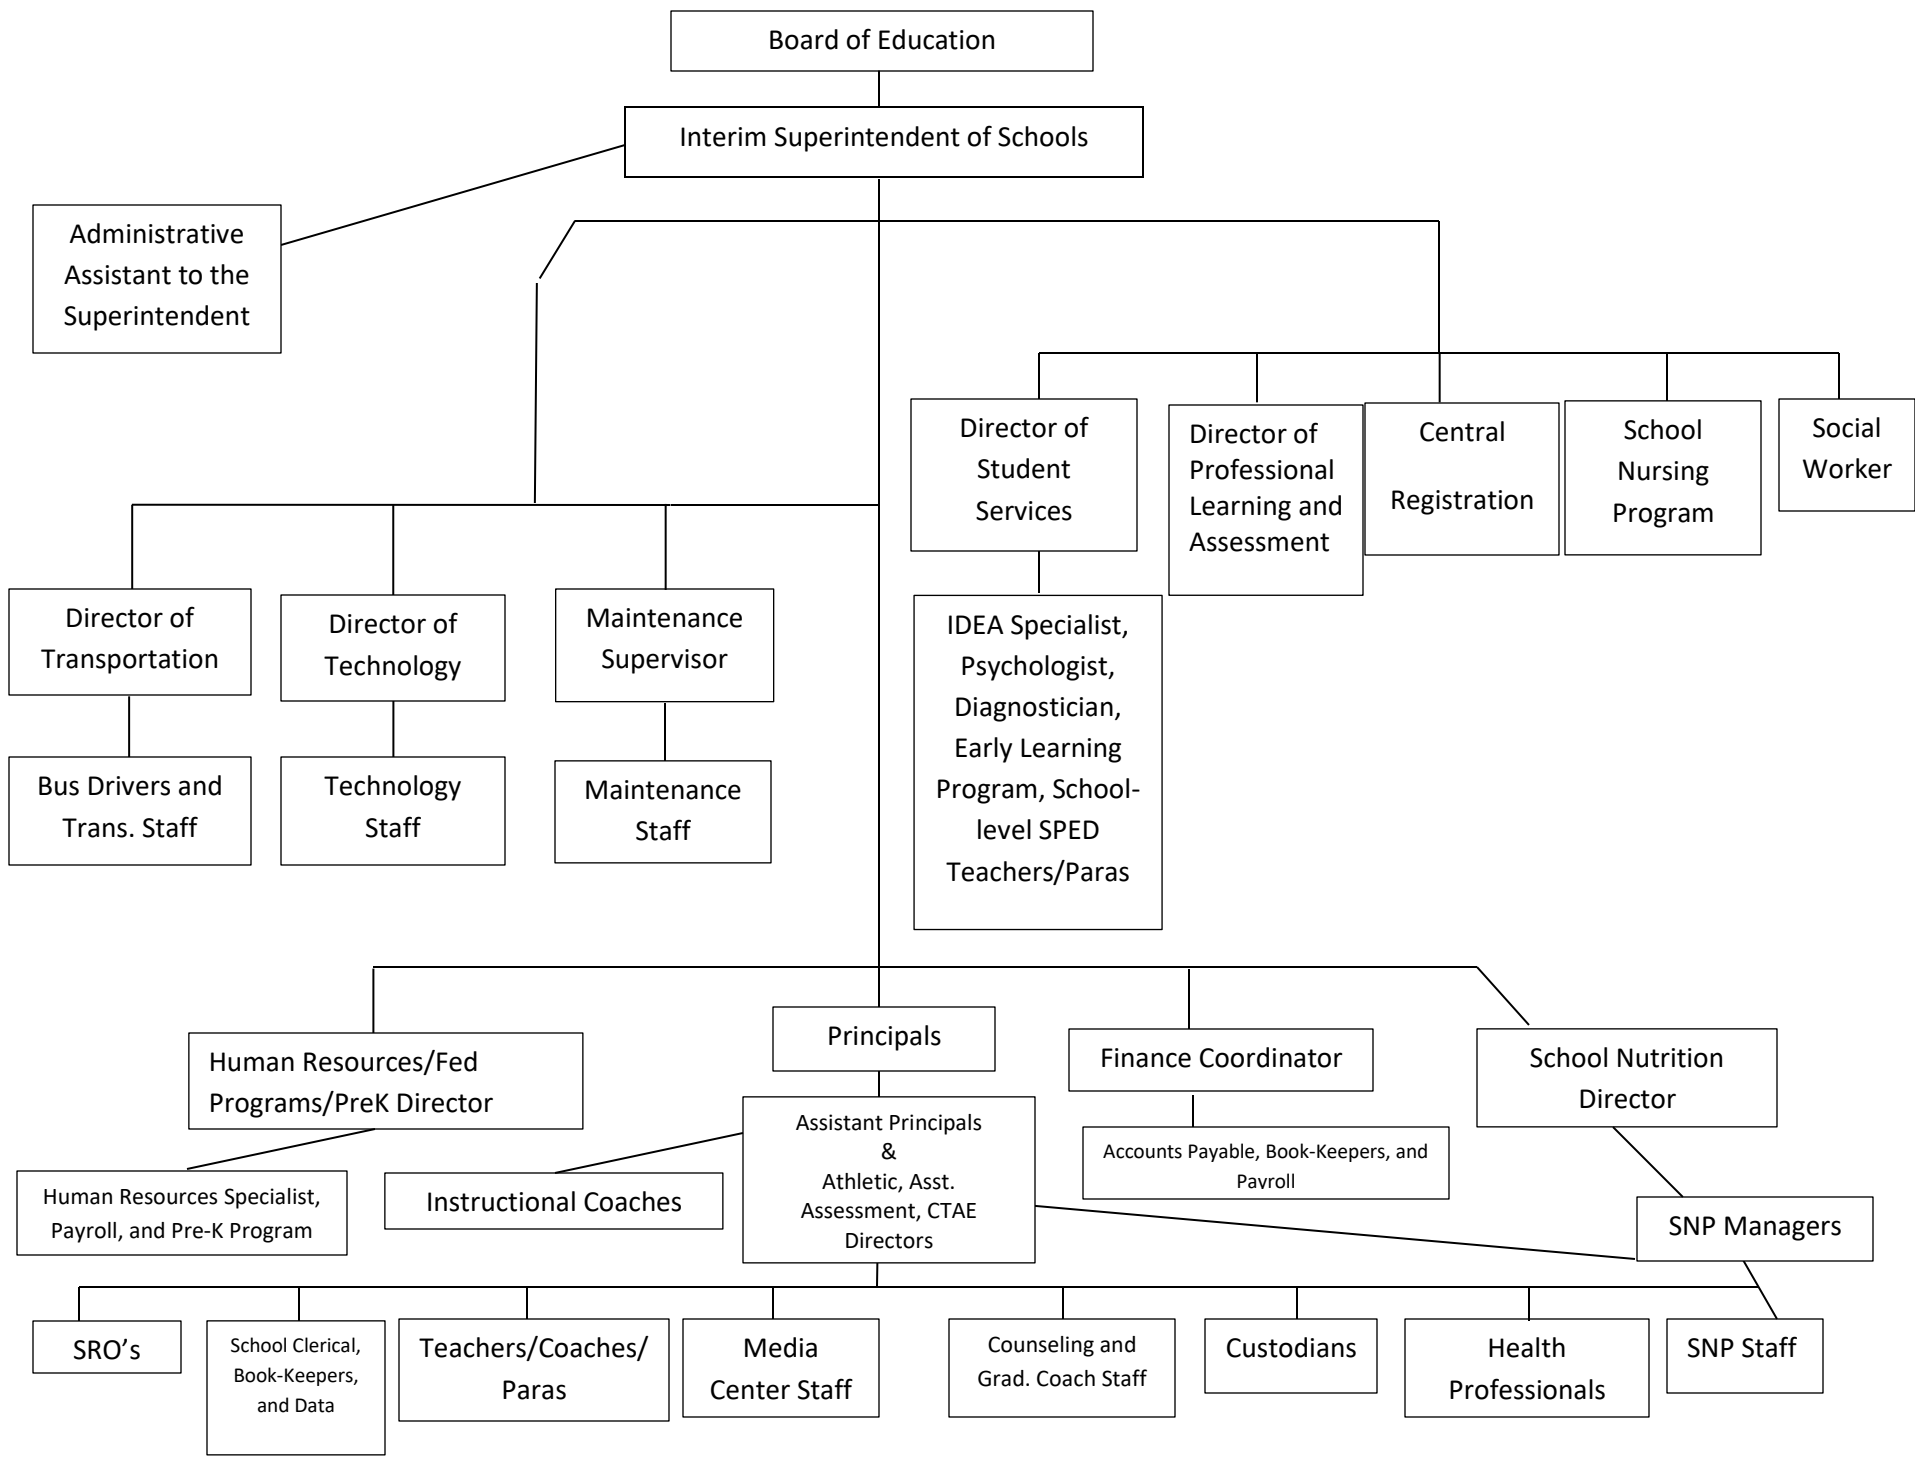 Board of Education
Interim Superintendent of Schools
Administrative
Assistant to the
Superintendent
Director of
Student
Services
Director of
Professional
Learning and
Assessment
Central
Registration
School
Nursing
Program
Social
Worker
Director of
Transportation
Director of
Technology
Maintenance
Supervisor
IDEA Specialist,
Psychologist,
Diagnostician,
Early Learning
Program, School-
level SPED
Teachers/Paras
Bus Drivers and
Trans. Staff
Technology
Staff
Maintenance
Staff
Human Resources/Fed
Programs/PreK Director
Principals
Finance Coordinator
School Nutrition
Director
Human Resources Specialist,
Payroll, and Pre-K Program
Instructional Coaches
Assistant Principals
&
Athletic, Asst.
Assessment, CTAE
Directors
Accounts Payable, Book-Keepers, and
Payroll
SNP Managers
SRO's
School Clerical,
Book-Keepers,
and Data
Teachers/Coaches/
Paras
Media
Center Staff
Counseling and
Grad. Coach Staff
Custodians
Health
Professionals
SNP Staff